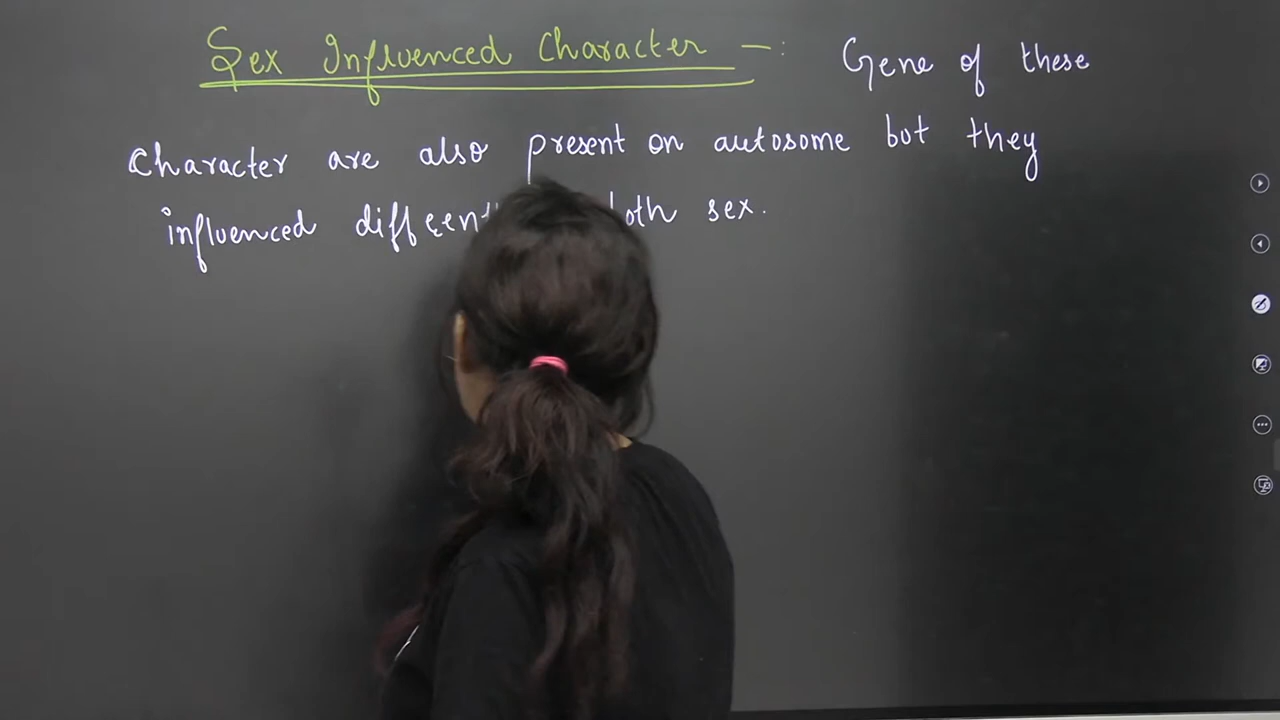 Sex Influenced Character -: Gene of these
Character are also present on autosome but they
influenced sex.